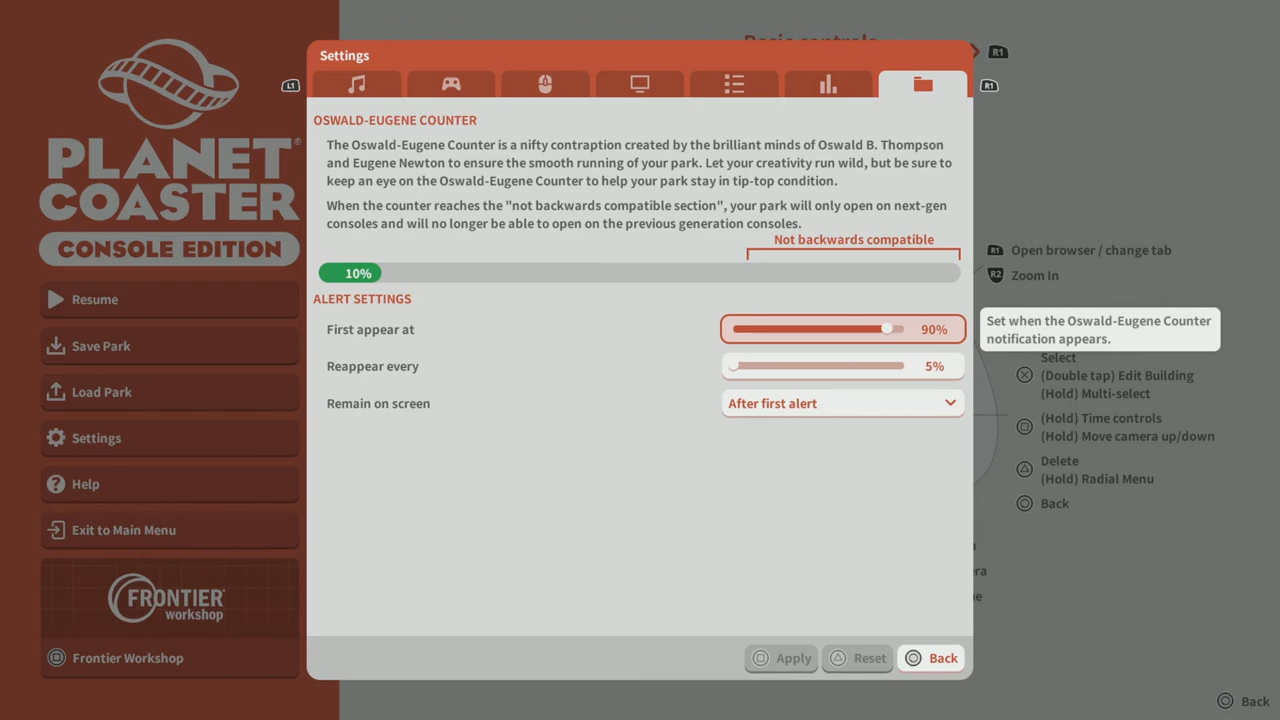 PLANET
COASTER®
CONSOLE EDITION
Resume
Save Park
Load Park
Settings
Help
Exit to Main Menu
FRONTIER
workshop
Frontier Workshop
Settings
L1
R1
R1
OSWALD-EUGENE COUNTER
The Oswald-Eugene Counter is a nifty contraption created by the brilliant minds of Oswald B. Thompson
and Eugene Newton to ensure the smooth running of your park. Let your creativity run wild, but be sure to
keep an eye on the Oswald-Eugene Counter to help your park stay in tip-top condition.
When the counter reaches the "not backwards compatible section", your park will only open on next-gen
consoles and will no longer be able to open on the previous generation consoles.
Not backwards compatible
10%
ALERT SETTINGS
First appear at
90%
Reappear every
5%
Remain on screen
After first alert
Apply
Reset
Back
R1 Open browser / change tab
R2 Zoom In
Set when the Oswald-Eugene Counter
notification appears.
Select
(Double tap) Edit Building
(Hold) Multi-select
(Hold) Time controls
(Hold) Move camera up/down
Delete
(Hold) Radial Menu
Back
Back